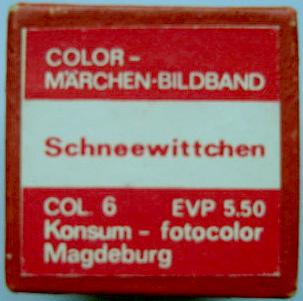 COLOR-
MÄRCHEN-BILDBAND
Schneewittchen
COL. 6 EVP 5.50
Konsum - fotocolor
Magdeburg